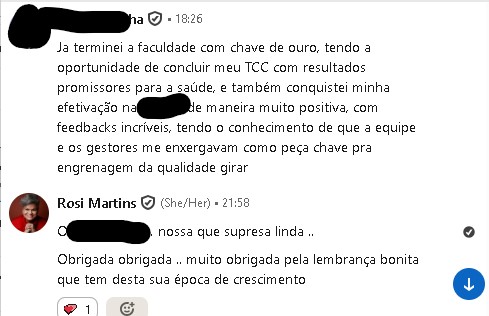 ha • 18:26
Ja terminei a faculdade com chave de ouro, tendo a
oportunidade de concluir meu TCC com resultados
promissores para a saúde, e também conquistei minha
efetivação na de maneira muito positiva, com
feedbacks incríveis, tendo o conhecimento de que a equipe
e os gestores me enxergavam como peça chave pra
engrenagem da qualidade girar
Rosi Martins (She/Her) • 21:58
O , nossa que supresa linda ..
Obrigada obrigada .. muito obrigada pela lembrança bonita
que tem desta sua época de crescimento
1